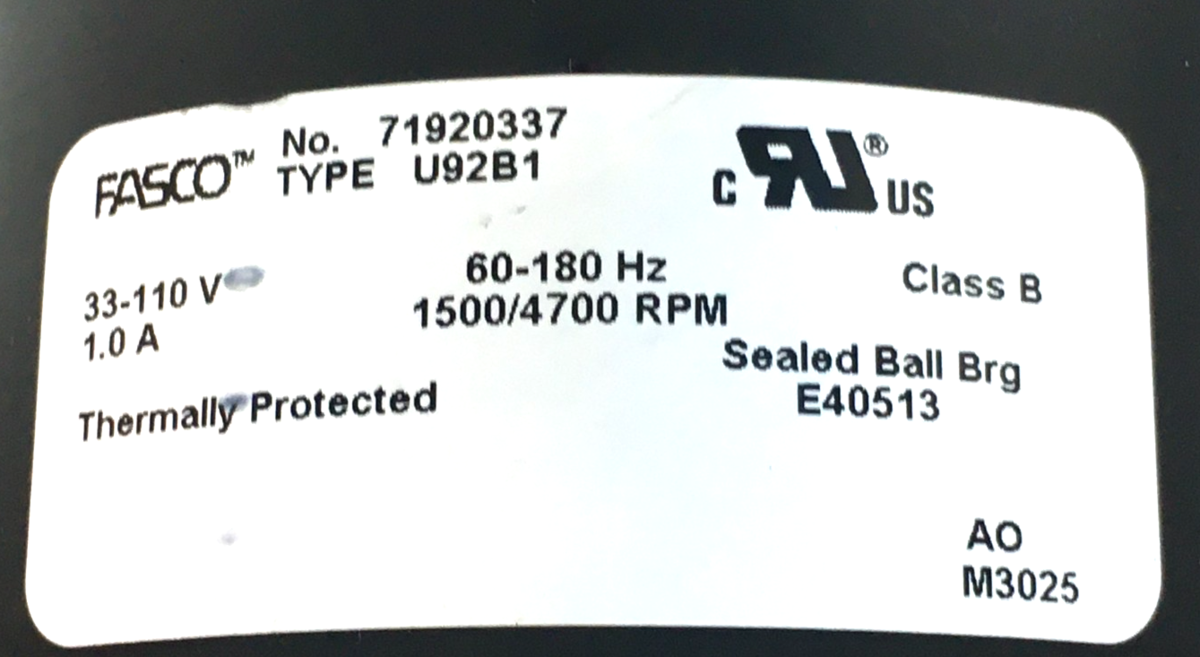 FASCO™ No. 71920337
TYPE U92B1
C RU® US
33-110 V
1.0 A
60-180 Hz
1500/4700 RPM
Class B
Sealed Ball Brg
E40513
Thermally Protected
AO
M3025